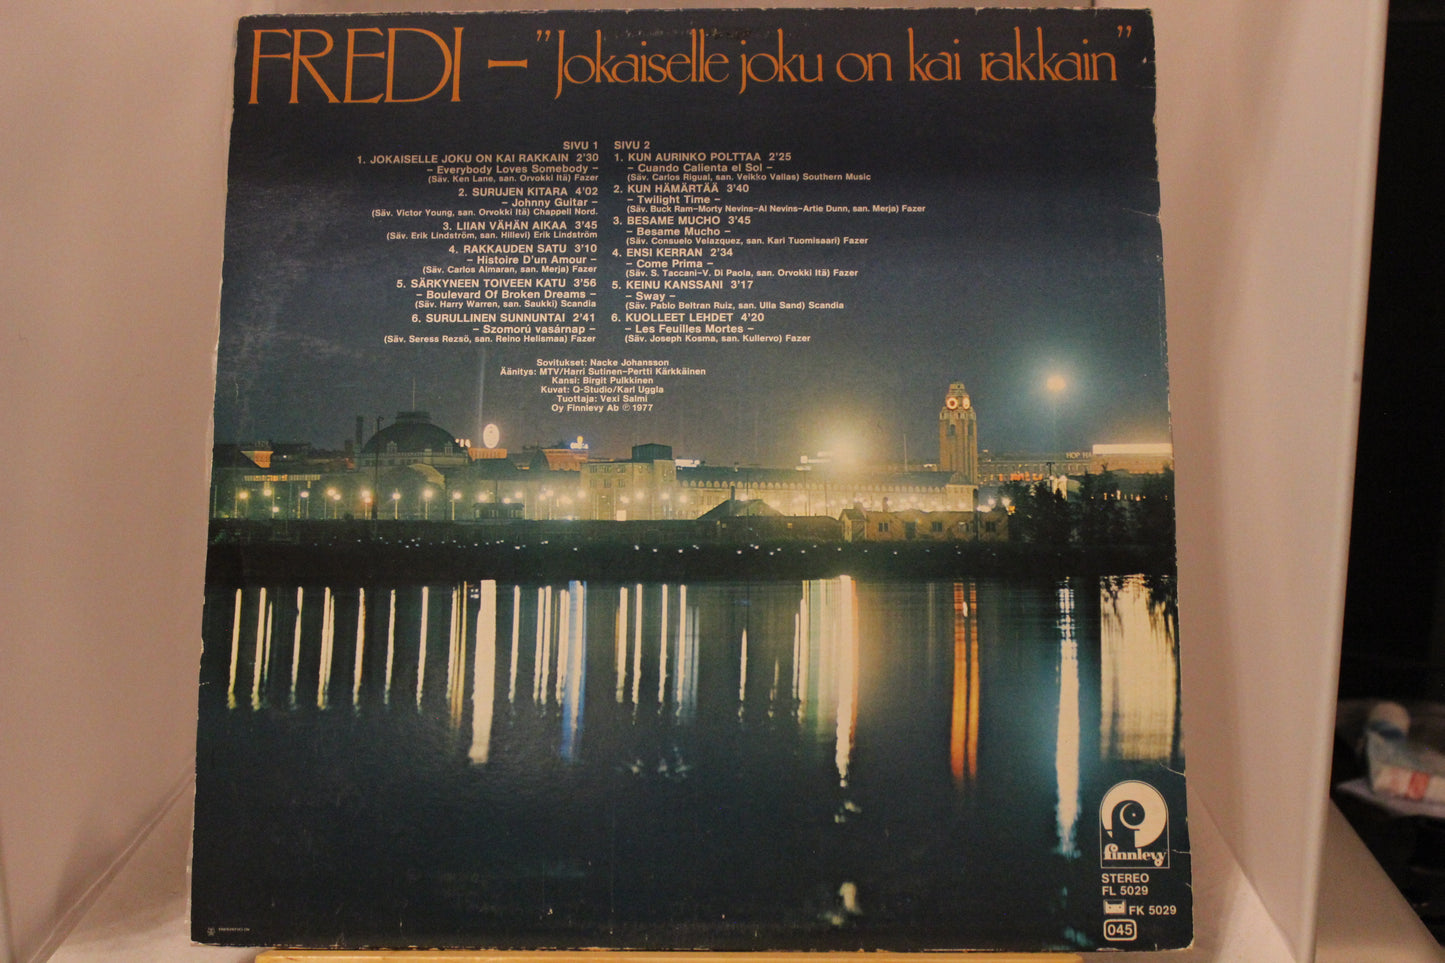 FREDI – "Jokaiselle joku on kai rakkain"
SIVU 1
1. JOKAISELLE JOKU ON KAI RAKKAIN 2'30
– Everybody Loves Somebody –
(Säv. Ken Lane, san. Orvokki Itä) Fazer
2. SURUJEN KITARA 4'02
– Johnny Guitar –
(Säv. Victor Young, san. Orvokki Itä) Chappell Nord.
3. LIIAN VÄHÄN AIKAA 3'45
(Säv. Erik Lindström, san. Hillevi) Erik Lindström
4. RAKKAUDEN SATU 3'10
– Histoire D'un Amour –
(Säv. Carlos Almaran, san. Merja) Fazer
5. SÄRKYNEEN TOIVEEN KATU 3'56
– Boulevard Of Broken Dreams –
(Säv. Harry Warren, san. Saukki) Scandia
6. SURULLINEN SUNNUNTAI 2'41
– Szomorú vasárnap –
(Säv. Seress Rezsö, san. Reino Helismaa) Fazer
SIVU 2
1. KUN AURINKO POLTTAA 2'25
– Cuando Calienta el Sol –
(Säv. Carlos Rigual, san. Veikko Vallas) Southern Music
2. KUN HÄMÄRTÄÄ 3'40
– Twilight Time –
(Säv. Buck Ram–Morty Nevins–Al Nevins–Artie Dunn, san. Merja) Fazer
3. BESAME MUCHO 3'45
– Besame Mucho –
(Säv. Consuelo Velazquez, san. Kari Tuomisaari) Fazer
4. ENSI KERRAN 2'34
– Come Prima –
(Säv. S. Taccani–V. Di Paola, san. Orvokki Itä) Fazer
5. KEINU KANSSANI 3'17
– Sway –
(Säv. Pablo Beltran Ruiz, san. Ulla Sand) Scandia
6. KUOLLEET LEHDET 4'20
– Les Feuilles Mortes –
(Säv. Joseph Kosma, san. Kullervo) Fazer
Sovitukset: Nacke Johansson
Äänitys: MTV/Harri Sutinen–Pertti Kärkkäinen
Kansi: Birgit Pulkkinen
Kuvat: Q-Studio/Karl Uggla
Tuottaja: Vexi Salmi
Oy Finnlevy Ab ℗ 1977
finnlevy
STEREO
FL 5029
FK 5029
045